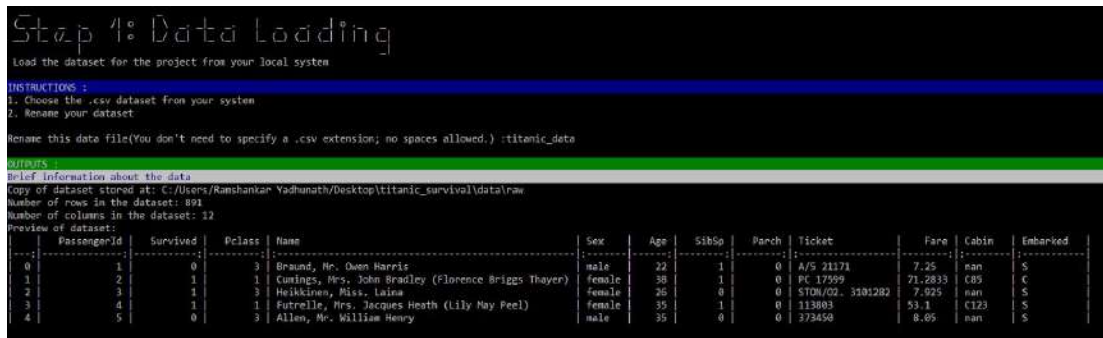 Step 1: Data Loading
Load the dataset for the project from your local system
INSTRUCTIONS :
1. Choose the .csv dataset from your system
2. Rename your dataset
Rename this data file(You don't need to specify a .csv extension; no spaces allowed.) :titanic_data
OUTPUTS :
Brief information about the data
Copy of dataset stored at: C:/Users/Ramshankar Yadhunath/Desktop\titanic_survival\data\raw
Number of rows in the dataset: 891
Number of columns in the dataset: 12
Preview of dataset:
| | PassengerId | Survived | Pclass | Name | Sex | Age | SibSp | Parch | Ticket | Fare | Cabin | Embarked |
| 0 | 1 | 0 | 3 | Braund, Mr. Owen Harris | male | 22 | 1 | 0 | A/5 21171 | 7.25 | nan | S |
| 1 | 2 | 1 | 1 | Cumings, Mrs. John Bradley (Florence Briggs Thayer) | female | 38 | 1 | 0 | PC 17599 | 71.2833 | C85 | C |
| 2 | 3 | 1 | 3 | Heikkinen, Miss. Laina | female | 26 | 0 | 0 | STON/O2. 3101282 | 7.925 | nan | S |
| 3 | 4 | 1 | 1 | Futrelle, Mrs. Jacques Heath (Lily May Peel) | female | 35 | 1 | 0 | 113803 | 53.1 | C123 | S |
| 4 | 5 | 0 | 3 | Allen, Mr. William Henry | male | 35 | 0 | 0 | 373450 | 8.05 | nan | S |